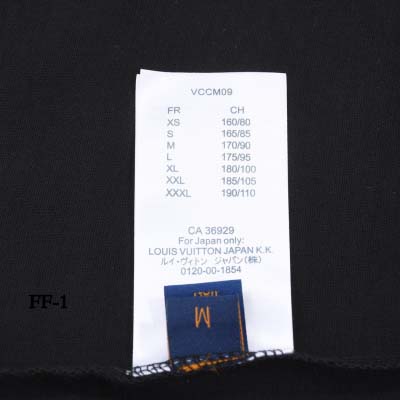 VCCM09
FR CH
XS 160/80
S 165/85
M 170/90
L 175/95
XL 180/100
XXL 185/105
XXXL 190/110
CA 36929
For Japan only:
LOUIS VUITTON JAPAN K.K.
ルイ・ヴィトン ジャパン(株)
0120-00-1854
ITALY
M
FF-1